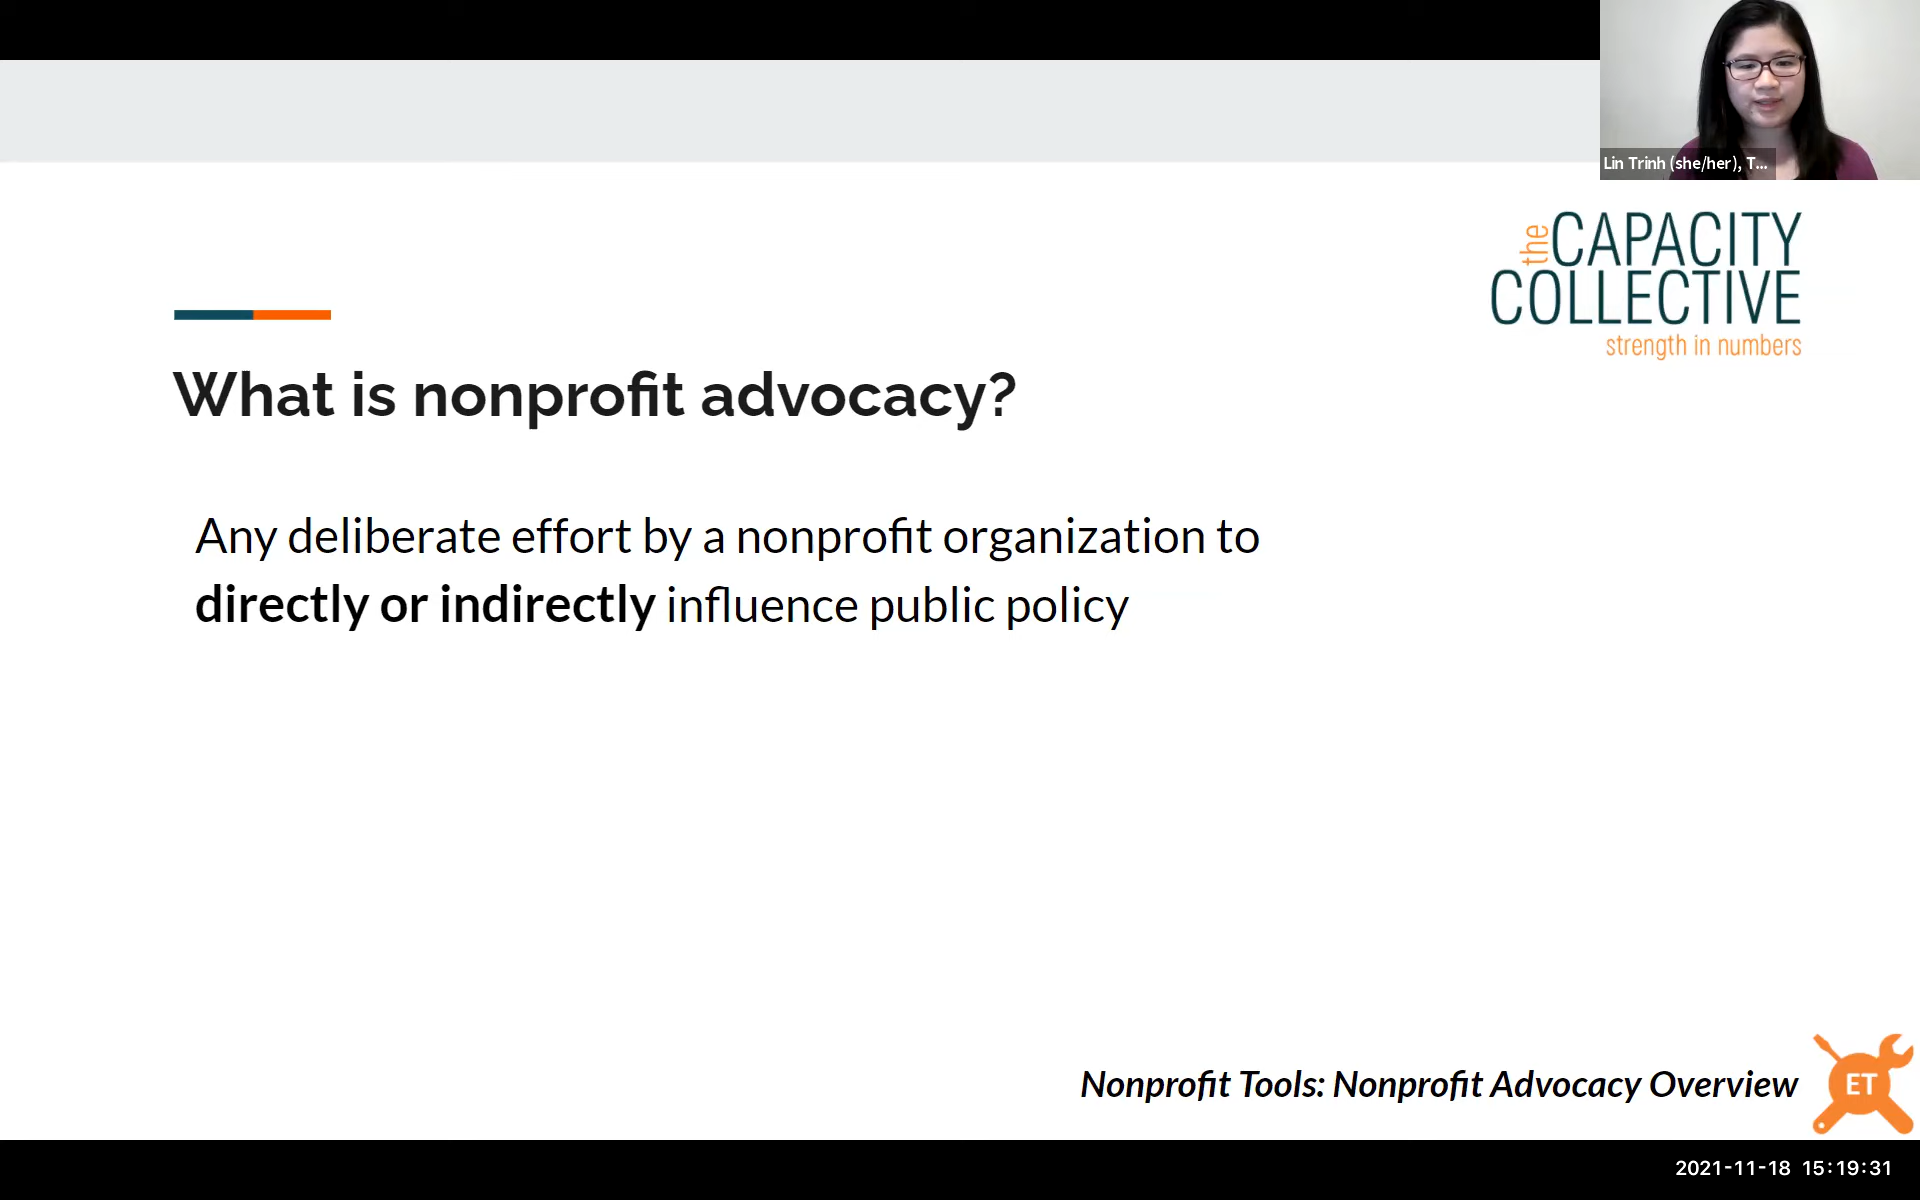 Lin Trinh (she/her), T...
the CAPACITY
COLLECTIVE
strength in numbers
What is nonprofit advocacy?
Any deliberate effort by a nonprofit organization to
directly or indirectly influence public policy
Nonprofit Tools: Nonprofit Advocacy Overview
ET
2021-11-18 15:19:31